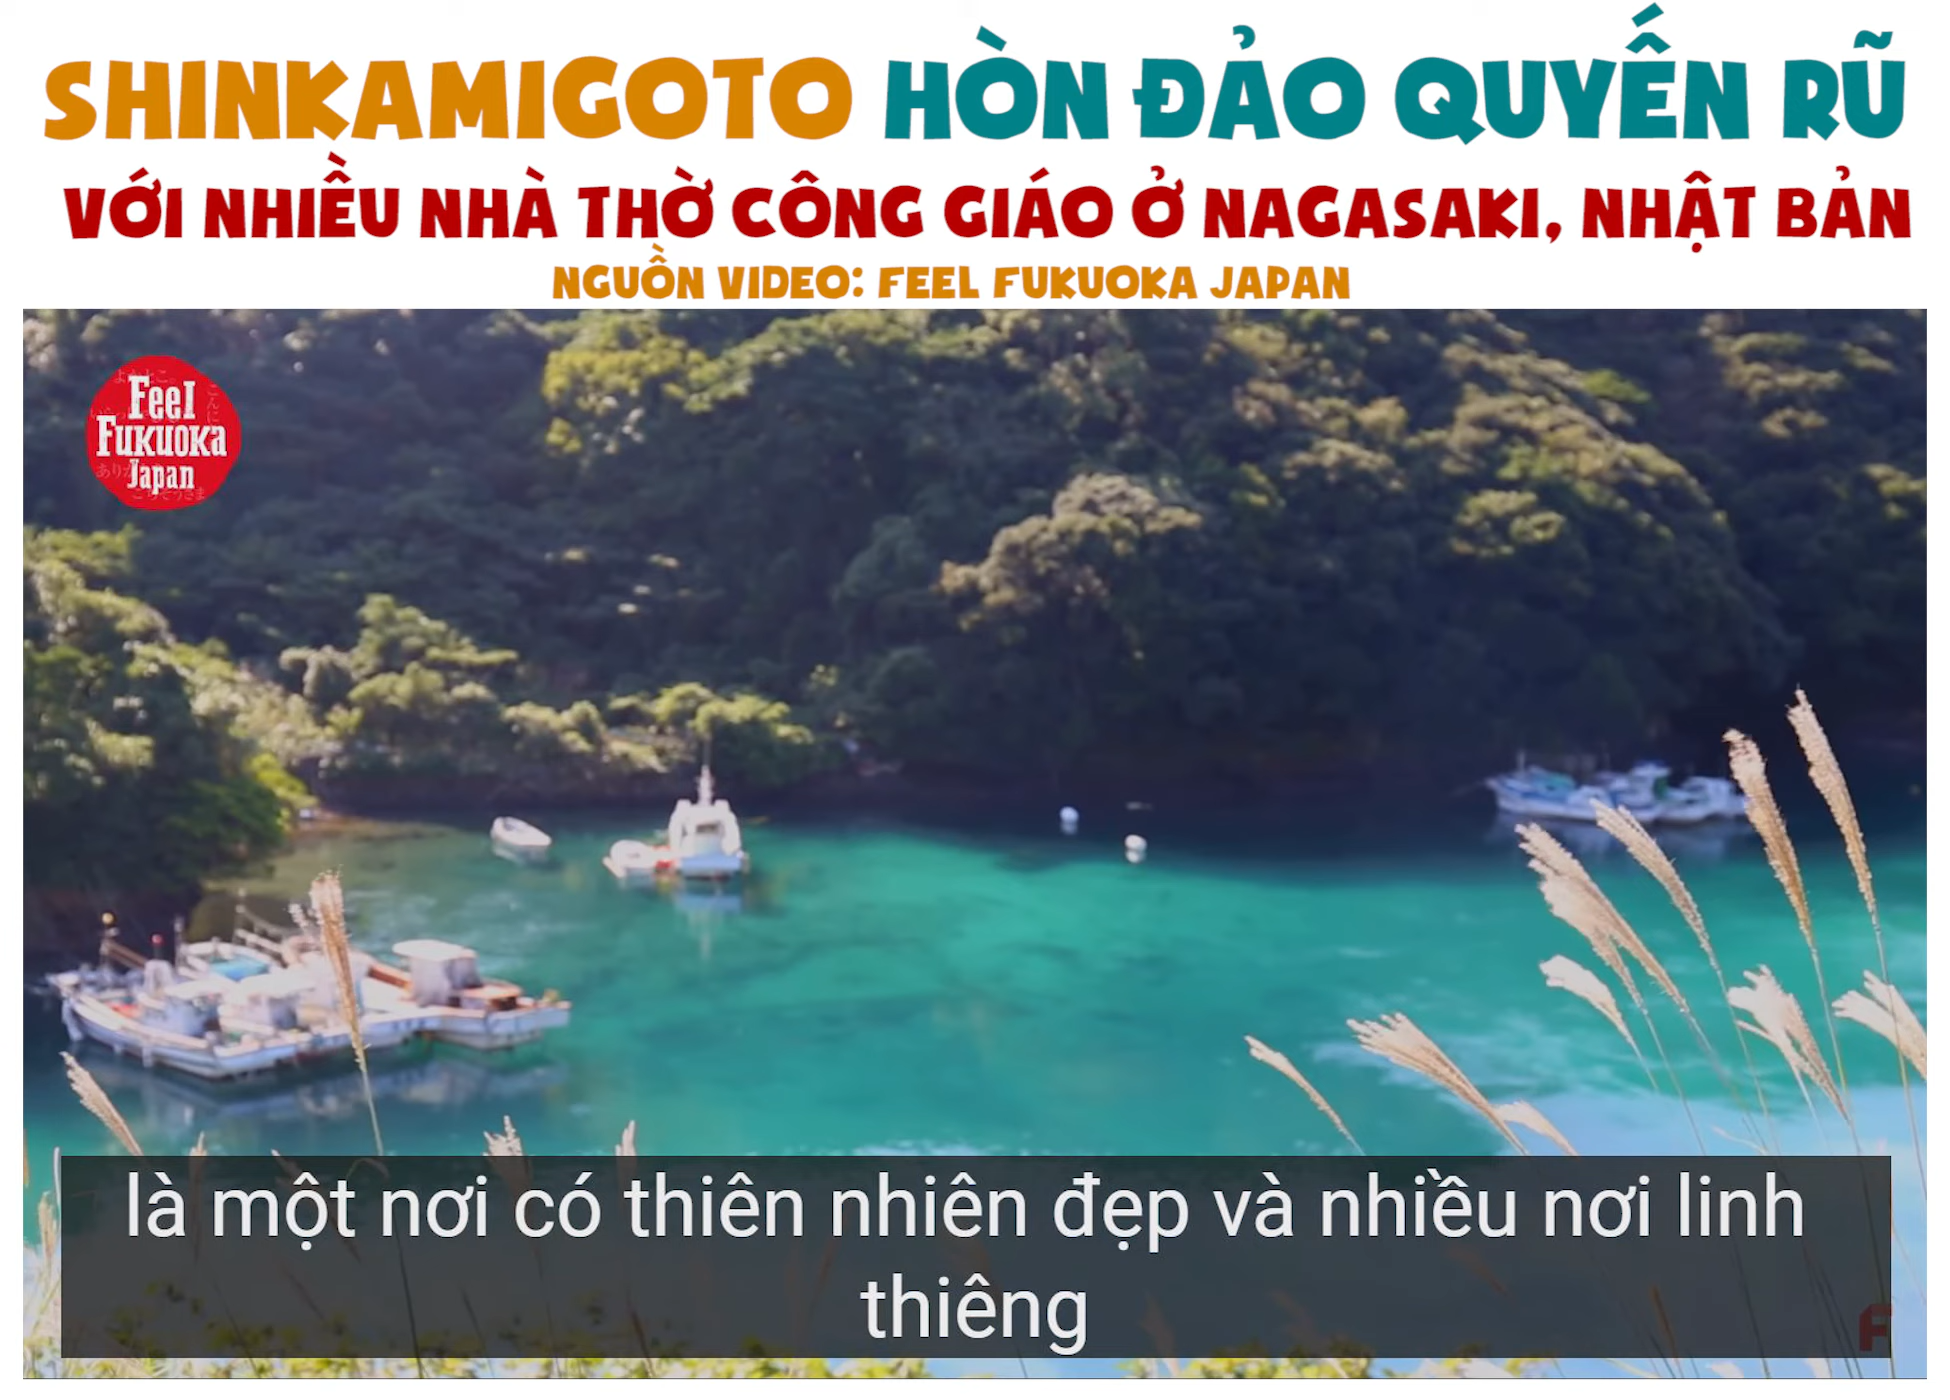 SHINKAMIGOTO HÒN ĐẢO QUYẾN RŨ
VỚI NHIỀU NHÀ THỜ CÔNG GIÁO Ở NAGASAKI, NHẬT BẢN
NGUỒN VIDEO: FEEL FUKUOKA JAPAN
Feel
FUKUOKA
Japan
là một nơi có thiên nhiên đẹp và nhiều nơi linh
thiêng